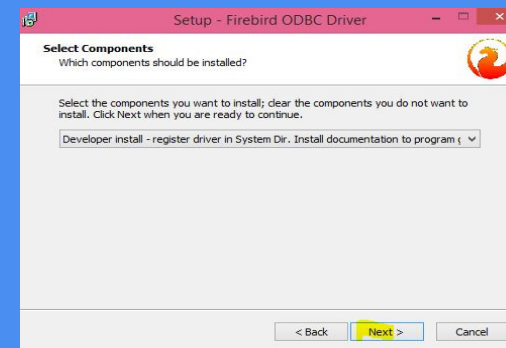 Setup - Firebird ODBC Driver
Select Components
Which components should be installed?
Select the components you want to install; clear the components you do not want to
install. Click Next when you are ready to continue.
Developer install - register driver in System Dir. Install documentation to program
< Back
Next >
Cancel